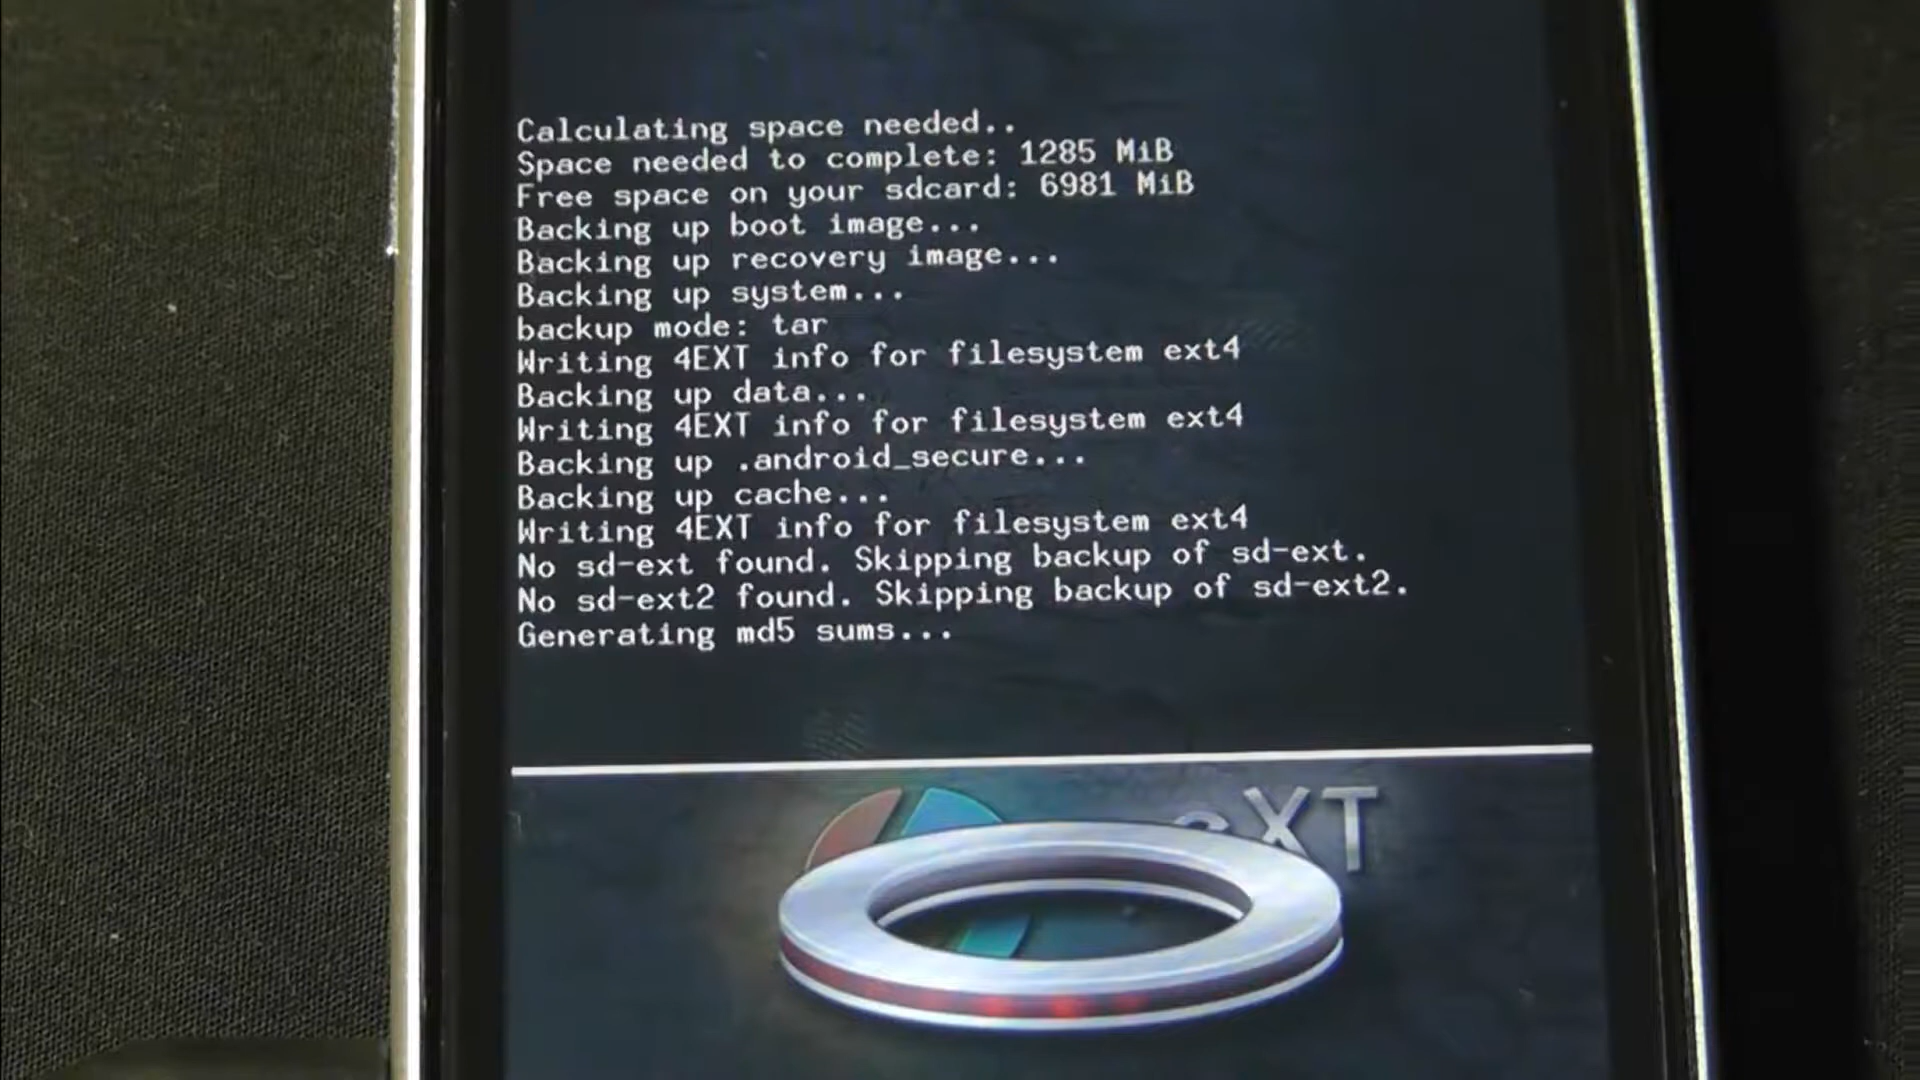 Calculating space needed..
Space needed to complete: 1285 MiB
Free space on your sdcard: 6981 MiB
Backing up boot image...
Backing up recovery image...
Backing up system...
backup mode: tar
Writing 4EXT info for filesystem ext4
Backing up data...
Writing 4EXT info for filesystem ext4
Backing up .android_secure...
Backing up cache...
Writing 4EXT info for filesystem ext4
No sd-ext found. Skipping backup of sd-ext.
No sd-ext2 found. Skipping backup of sd-ext2.
Generating md5 sums...
eXT